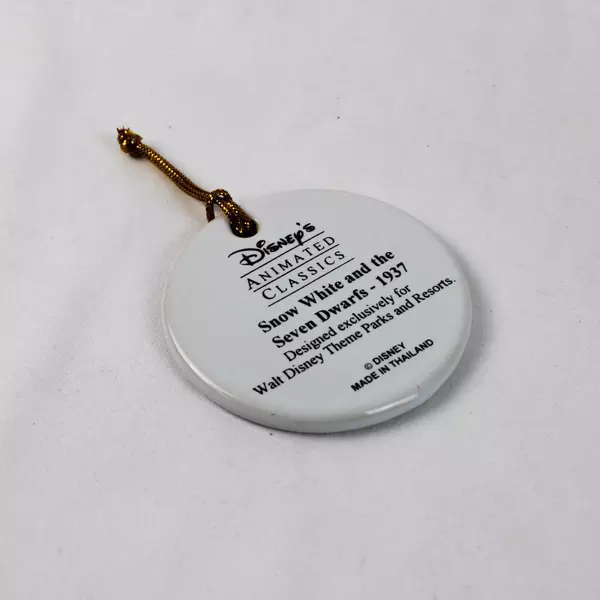 Disney's
ANIMATED
CLASSICS
Snow White and the
Seven Dwarfs - 1937
Designed exclusively for
Walt Disney Theme Parks and Resorts.
© DISNEY
MADE IN THAILAND